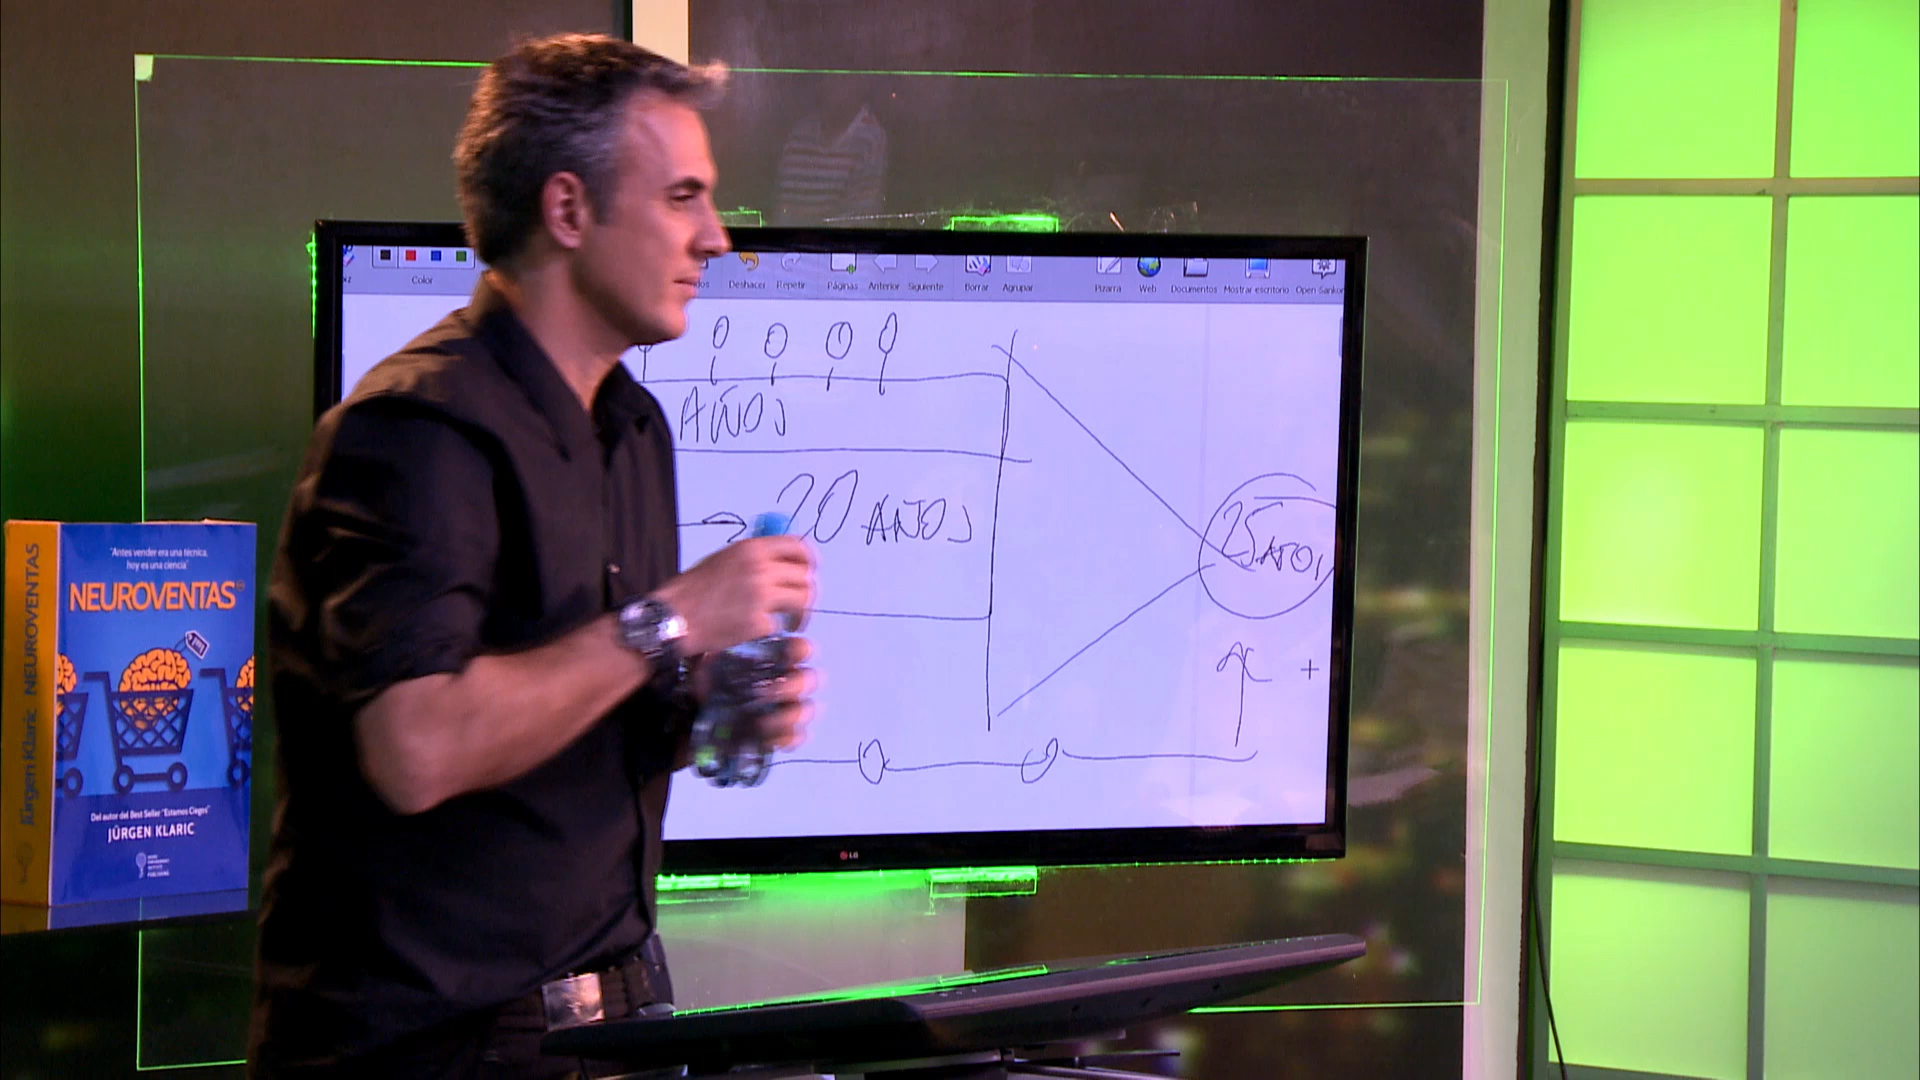 Color
Deshacer
Repetir
Páginas
Anterior
Siguiente
Borrar
Agrupar
Pizarra
Web
Documentos
Mostrar escritorio
Open Sankor
AÑOS
20 AÑOS
25 AÑOS
+
LG
Jürgen Klaric NEUROVENTAS
"Antes vender era una técnica,
hoy es una ciencia"
NEUROVENTAS
Del autor del Best Seller "Estamos Ciegos"
JÜRGEN KLARIC